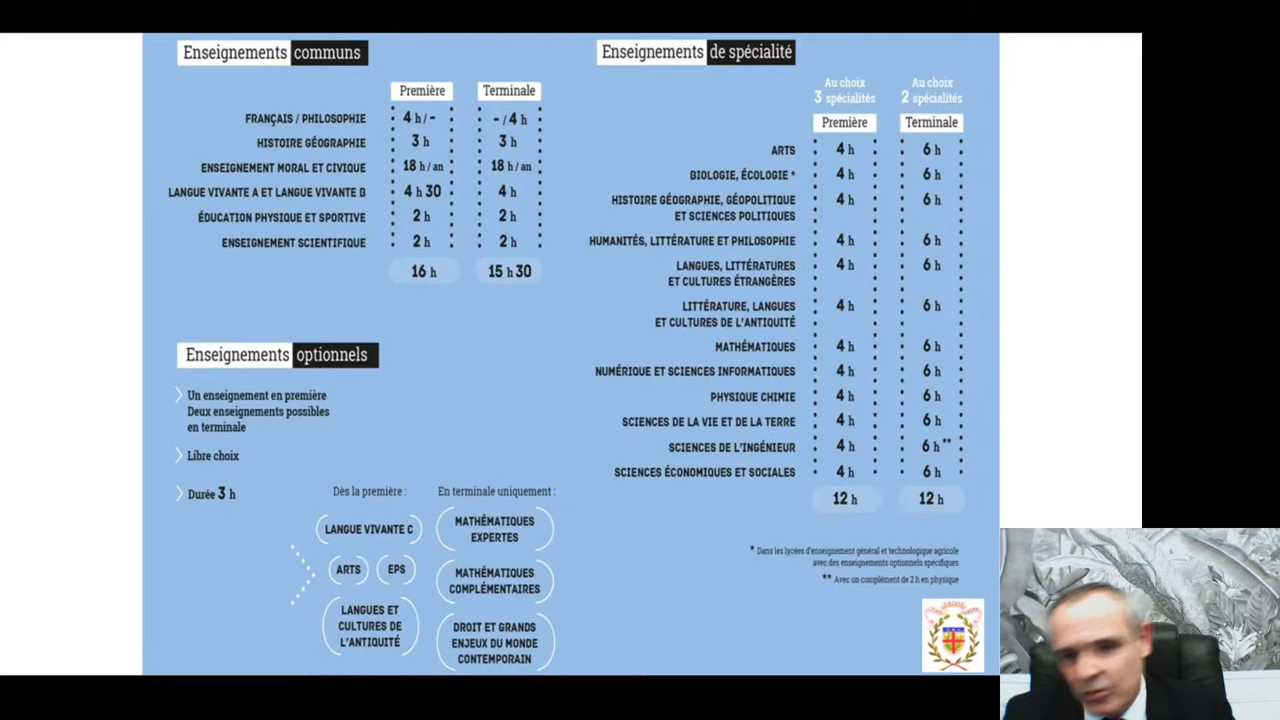 Enseignements communs
Première Terminale
FRANÇAIS / PHILOSOPHIE 4 h / - - / 4 h
HISTOIRE GÉOGRAPHIE 3 h 3 h
ENSEIGNEMENT MORAL ET CIVIQUE 18 h / an 18 h / an
LANGUE VIVANTE A ET LANGUE VIVANTE B 4 h 30 4 h
ÉDUCATION PHYSIQUE ET SPORTIVE 2 h 2 h
ENSEIGNEMENT SCIENTIFIQUE 2 h 2 h
16 h 15 h 30
Enseignements optionnels
Un enseignement en première
Deux enseignements possibles
en terminale
Libre choix
Durée 3 h
Dès la première :
LANGUE VIVANTE C
ARTS EPS
LANGUES ET
CULTURES DE
L'ANTIQUITÉ
En terminale uniquement :
MATHÉMATIQUES
EXPERTES
MATHÉMATIQUES
COMPLÉMENTAIRES
DROIT ET GRANDS
ENJEUX DU MONDE
CONTEMPORAIN
Enseignements de spécialité
Au choix
3 spécialités
Au choix
2 spécialités
Première Terminale
ARTS 4 h 6 h
BIOLOGIE, ÉCOLOGIE * 4 h 6 h
HISTOIRE GÉOGRAPHIE, GÉOPOLITIQUE 4 h 6 h
ET SCIENCES POLITIQUES
HUMANITÉS, LITTÉRATURE ET PHILOSOPHIE 4 h 6 h
LANGUES, LITTÉRATURES 4 h 6 h
ET CULTURES ÉTRANGÈRES
LITTÉRATURE, LANGUES 4 h 6 h
ET CULTURES DE L'ANTIQUITÉ
MATHÉMATIQUES 4 h 6 h
NUMÉRIQUE ET SCIENCES INFORMATIQUES 4 h 6 h
PHYSIQUE CHIMIE 4 h 6 h
SCIENCES DE LA VIE ET DE LA TERRE 4 h 6 h
SCIENCES DE L'INGÉNIEUR 4 h 6 h **
SCIENCES ÉCONOMIQUES ET SOCIALES 4 h 6 h
12 h 12 h
* Dans les lycées d'enseignement général et technologique agricole
avec des enseignements optionnels spécifiques
** Avec un complément de 2 h en physique